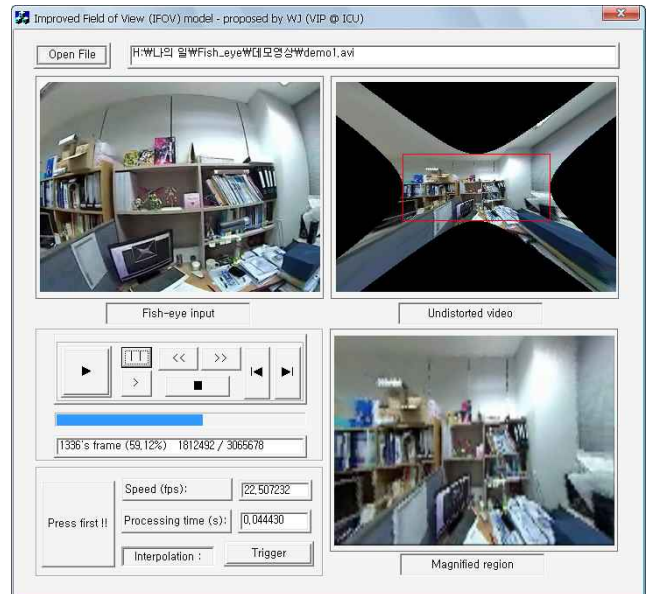 Improved Field of View (IFOV) model - proposed by WJ (VIP @ ICU)
Open File
H:₩나의 일₩Fish_eye₩데모영상₩demo1.avi
Fish-eye input
Undistorted video
<< >>
>
1336's frame (59.12%) 1812492 / 3065678
Press first !!
Speed (fps): 22.507232
Processing time (s): 0.044430
Interpolation : Trigger
Magnified region